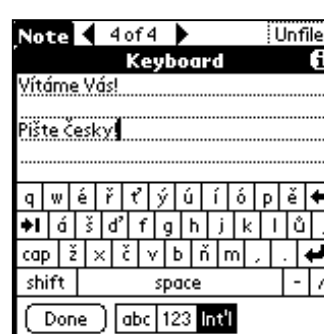 Note 4 of 4 Unfile
Keyboard
Vítáme Vás!
Pište Česky!
q w é ř ť ý ú í ó p ě
á š ď f g h j k l ů
cap ž x č v b ň m , .
shift space - /
Done abc 123 Int'l